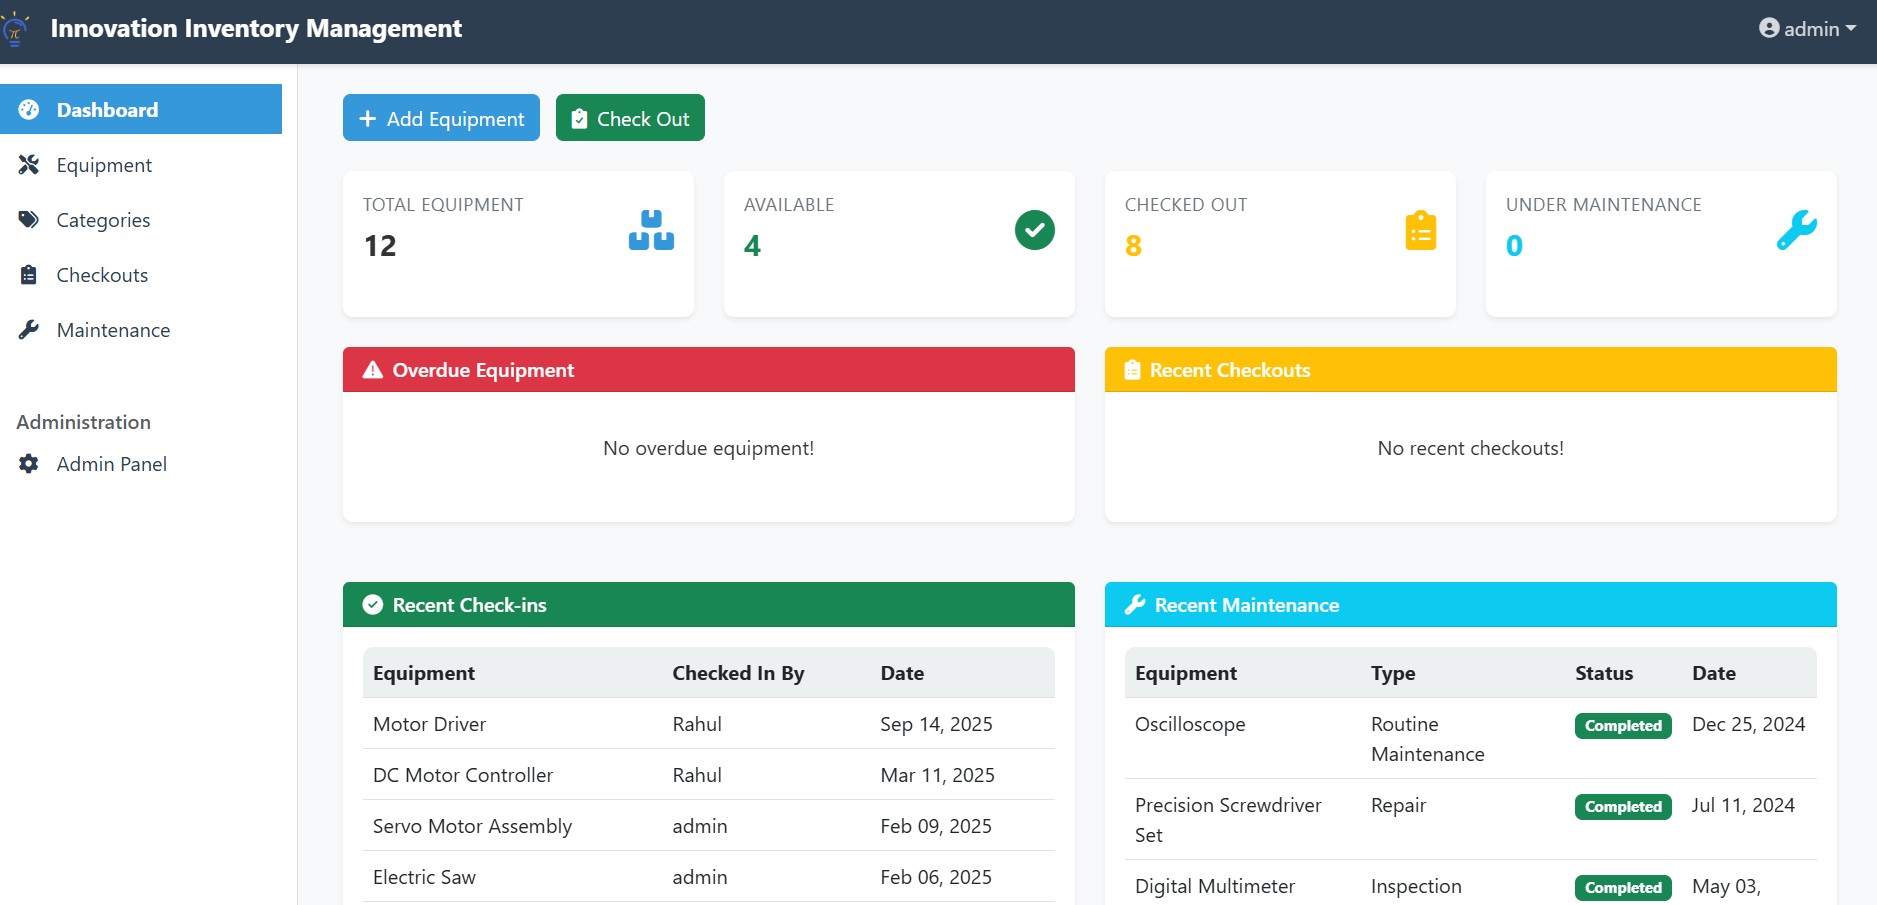 Innovation Inventory Management
admin
Dashboard
Equipment
Categories
Checkouts
Maintenance
Administration
Admin Panel
Add Equipment
Check Out
TOTAL EQUIPMENT
12
AVAILABLE
4
CHECKED OUT
8
UNDER MAINTENANCE
0
Overdue Equipment
No overdue equipment!
Recent Checkouts
No recent checkouts!
Recent Check-ins
Equipment Checked In By Date
Motor Driver Rahul Sep 14, 2025
DC Motor Controller Rahul Mar 11, 2025
Servo Motor Assembly admin Feb 09, 2025
Electric Saw admin Feb 06, 2025
Recent Maintenance
Equipment Type Status Date
Oscilloscope Routine Completed Dec 25, 2024
Maintenance
Precision Screwdriver Repair Completed Jul 11, 2024
Set
Digital Multimeter Inspection Completed May 03,